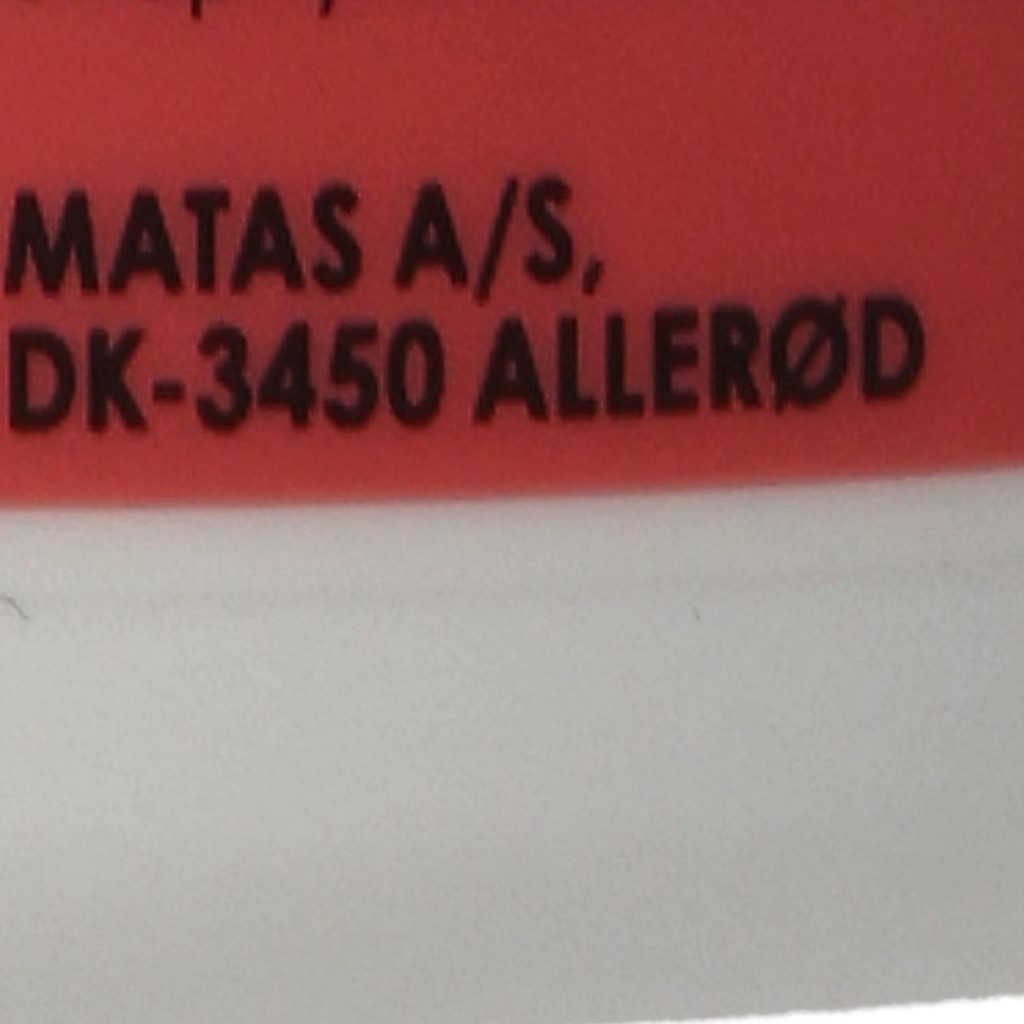 MATAS A/S,
DK-3450 ALLERØD